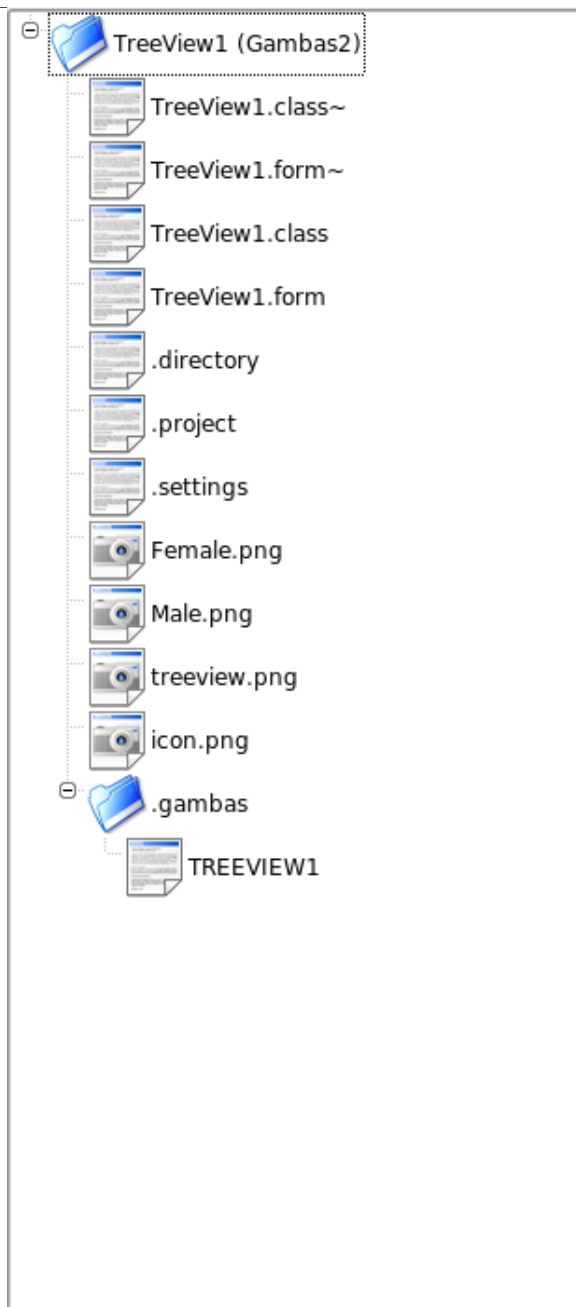 TreeView1 (Gambas2)
TreeView1.class~
TreeView1.form~
TreeView1.class
TreeView1.form
.directory
.project
.settings
Female.png
Male.png
treeview.png
icon.png
.gambas
TREEVIEW1